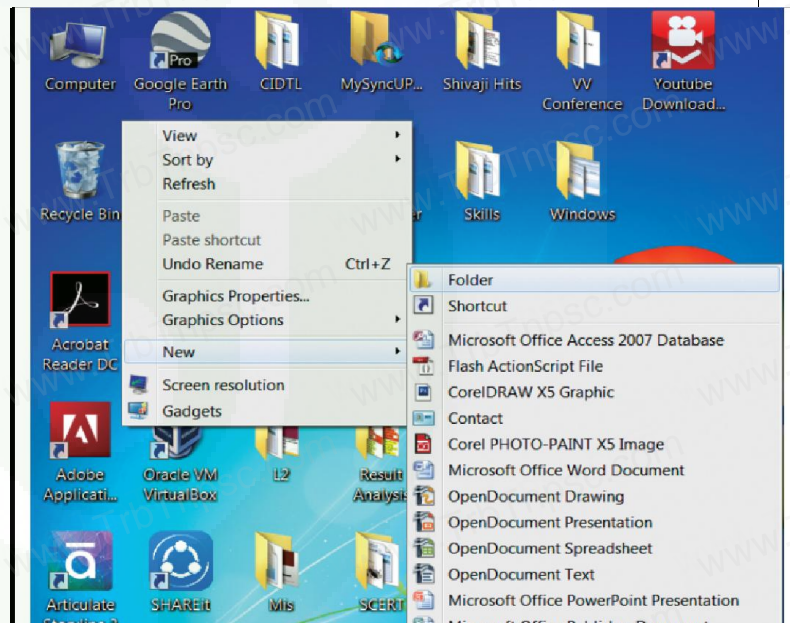 Computer
Google Earth
Pro
Pro
CIDTL
MySyncUP...
Shivaji Hits
VV
Conference
Youtube
Download...
Recycle Bin
Skills
Windows
View
Sort by
Refresh
Paste
Paste shortcut
Undo Rename Ctrl+Z
Graphics Properties...
Graphics Options
New
Screen resolution
Gadgets
Folder
Shortcut
Microsoft Office Access 2007 Database
Flash ActionScript File
CorelDRAW X5 Graphic
Contact
Corel PHOTO-PAINT X5 Image
Microsoft Office Word Document
OpenDocument Drawing
OpenDocument Presentation
OpenDocument Spreadsheet
OpenDocument Text
Microsoft Office PowerPoint Presentation
Acrobat
Reader DC
Adobe
Applicati...
Oracle VM
VirtualBox
L2
Result
Analysis
Articulate
SHAREit
Mis
SCERT
www.TrbTnpsc.com